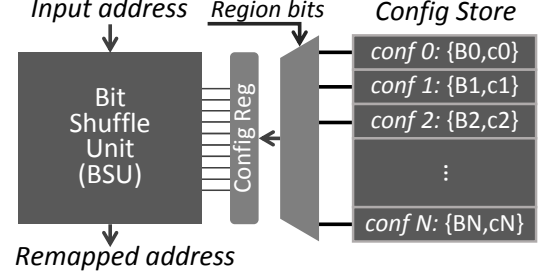 Input address
Region bits
Config Store
Bit
Shuffle
Unit
(BSU)
Config Reg
conf 0: {B0,c0}
conf 1: {B1,c1}
conf 2: {B2,c2}
⋮
conf N: {BN,cN}
Remapped address